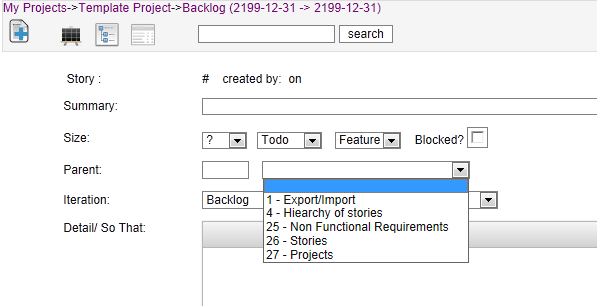 My Projects->Template Project->Backlog (2199-12-31 -> 2199-12-31)
search
Story : # created by: on
Summary:
Size: ? Todo Feature Blocked?
Parent:
Iteration: Backlog
1 - Export/Import
4 - Hiearchy of stories
25 - Non Functional Requirements
26 - Stories
27 - Projects
Detail/ So That: